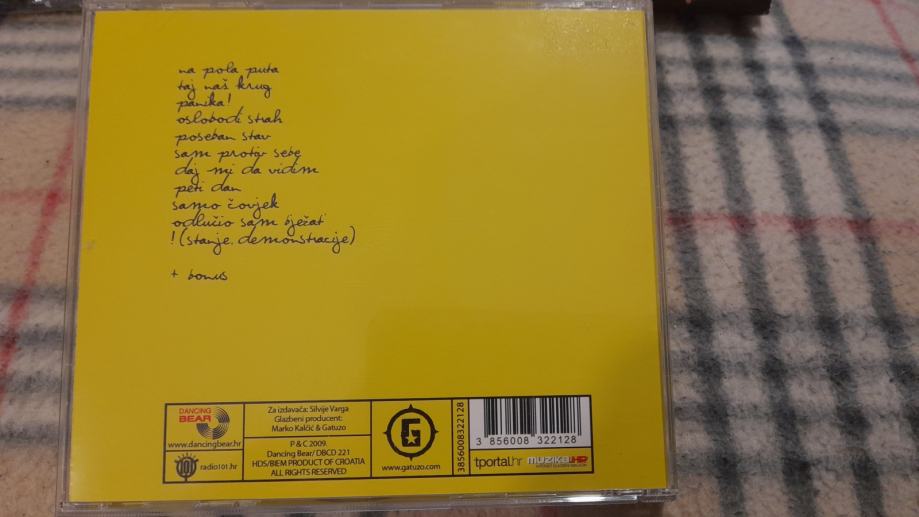 na pola puta
taj naš krug
panika!
oslobodi strah
poseban stav
sam protiv sebe
daj mi da vidim
peti dan
samo čovjek
odlučio sam bježat
! (stanje demonstracije)
+ bonus
DANCING
BEAR
www.dancingbear.hr
101
radio101.hr
Za izdavača: Silvije Varga
Glazbeni producent:
Marko Kalčić & Gatuzo
P & C 2009.
Dancing Bear/ DBCD 221
HDS/BIEM PRODUCT OF CROATIA
ALL RIGHTS RESERVED
G
www.gatuzo.com
3856008322128
3 856008 322128
tportal.hr
muzika.hr